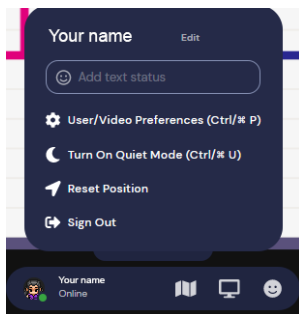 Your name Edit
Add text status
User/Video Preferences (Ctrl/⌘ P)
Turn On Quiet Mode (Ctrl/⌘ U)
Reset Position
Sign Out
Your name
Online